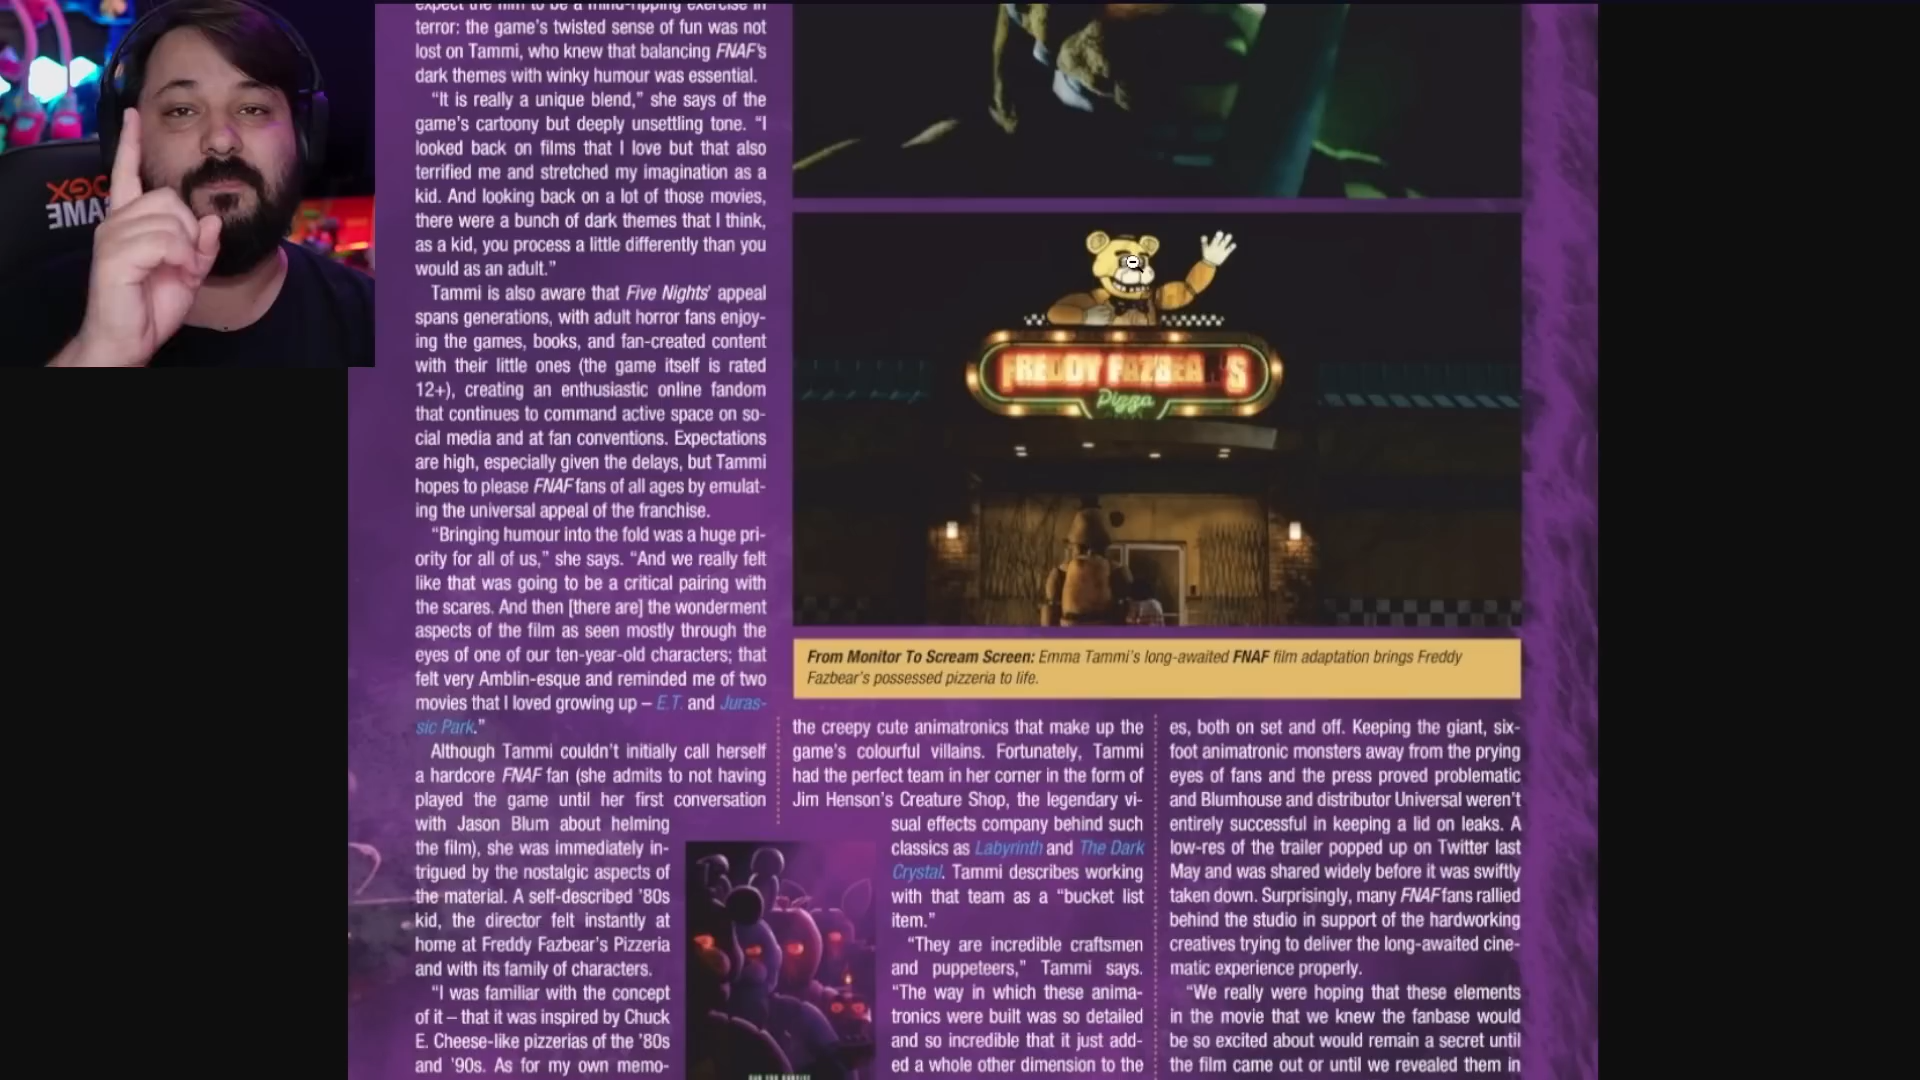 expect the film to be a mind-ripping exercise in
terror: the game's twisted sense of fun was not
lost on Tammi, who knew that balancing FNAF's
dark themes with winky humour was essential.
"It is really a unique blend," she says of the
game's cartoony but deeply unsettling tone. "I
looked back on films that I love but that also
terrified me and stretched my imagination as a
kid. And looking back on a lot of those movies,
there were a bunch of dark themes that I think,
as a kid, you process a little differently than you
would as an adult."
Tammi is also aware that Five Nights' appeal
spans generations, with adult horror fans enjoy-
ing the games, books, and fan-created content
with their little ones (the game itself is rated
12+), creating an enthusiastic online fandom
that continues to command active space on so-
cial media and at fan conventions. Expectations
are high, especially given the delays, but Tammi
hopes to please FNAF fans of all ages by emulat-
ing the universal appeal of the franchise.
"Bringing humour into the fold was a huge pri-
ority for all of us," she says. "And we really felt
like that was going to be a critical pairing with
the scares. And then [there are] the wonderment
aspects of the film as seen mostly through the
eyes of one of our ten-year-old characters; that
felt very Amblin-esque and reminded me of two
movies that I loved growing up – E.T. and Juras-
sic Park."
Although Tammi couldn't initially call herself
a hardcore FNAF fan (she admits to not having
played the game until her first conversation
with Jason Blum about helming
the film), she was immediately in-
trigued by the nostalgic aspects of
the material. A self-described '80s
kid, the director felt instantly at
home at Freddy Fazbear's Pizzeria
and with its family of characters.
"I was familiar with the concept
of it – that it was inspired by Chuck
E. Cheese-like pizzerias of the '80s
and '90s. As for my own memo-
FREDDY FAZBEAR'S
Pizza
From Monitor To Scream Screen: Emma Tammi's long-awaited FNAF film adaptation brings Freddy
Fazbear's possessed pizzeria to life.
the creepy cute animatronics that make up the
game's colourful villains. Fortunately, Tammi
had the perfect team in her corner in the form of
Jim Henson's Creature Shop, the legendary vi-
sual effects company behind such
classics as Labyrinth and The Dark
Crystal. Tammi describes working
with that team as a "bucket list
item."
"They are incredible craftsmen
and puppeteers," Tammi says.
"The way in which these anima-
tronics were built was so detailed
and so incredible that it just add-
ed a whole other dimension to the
es, both on set and off. Keeping the giant, six-
foot animatronic monsters away from the prying
eyes of fans and the press proved problematic
and Blumhouse and distributor Universal weren't
entirely successful in keeping a lid on leaks. A
low-res of the trailer popped up on Twitter last
May and was shared widely before it was swiftly
taken down. Surprisingly, many FNAF fans rallied
behind the studio in support of the hardworking
creatives trying to deliver the long-awaited cine-
matic experience properly.
"We really were hoping that these elements
in the movie that we knew the fanbase would
be so excited about would remain a secret until
the film came out or until we revealed them in